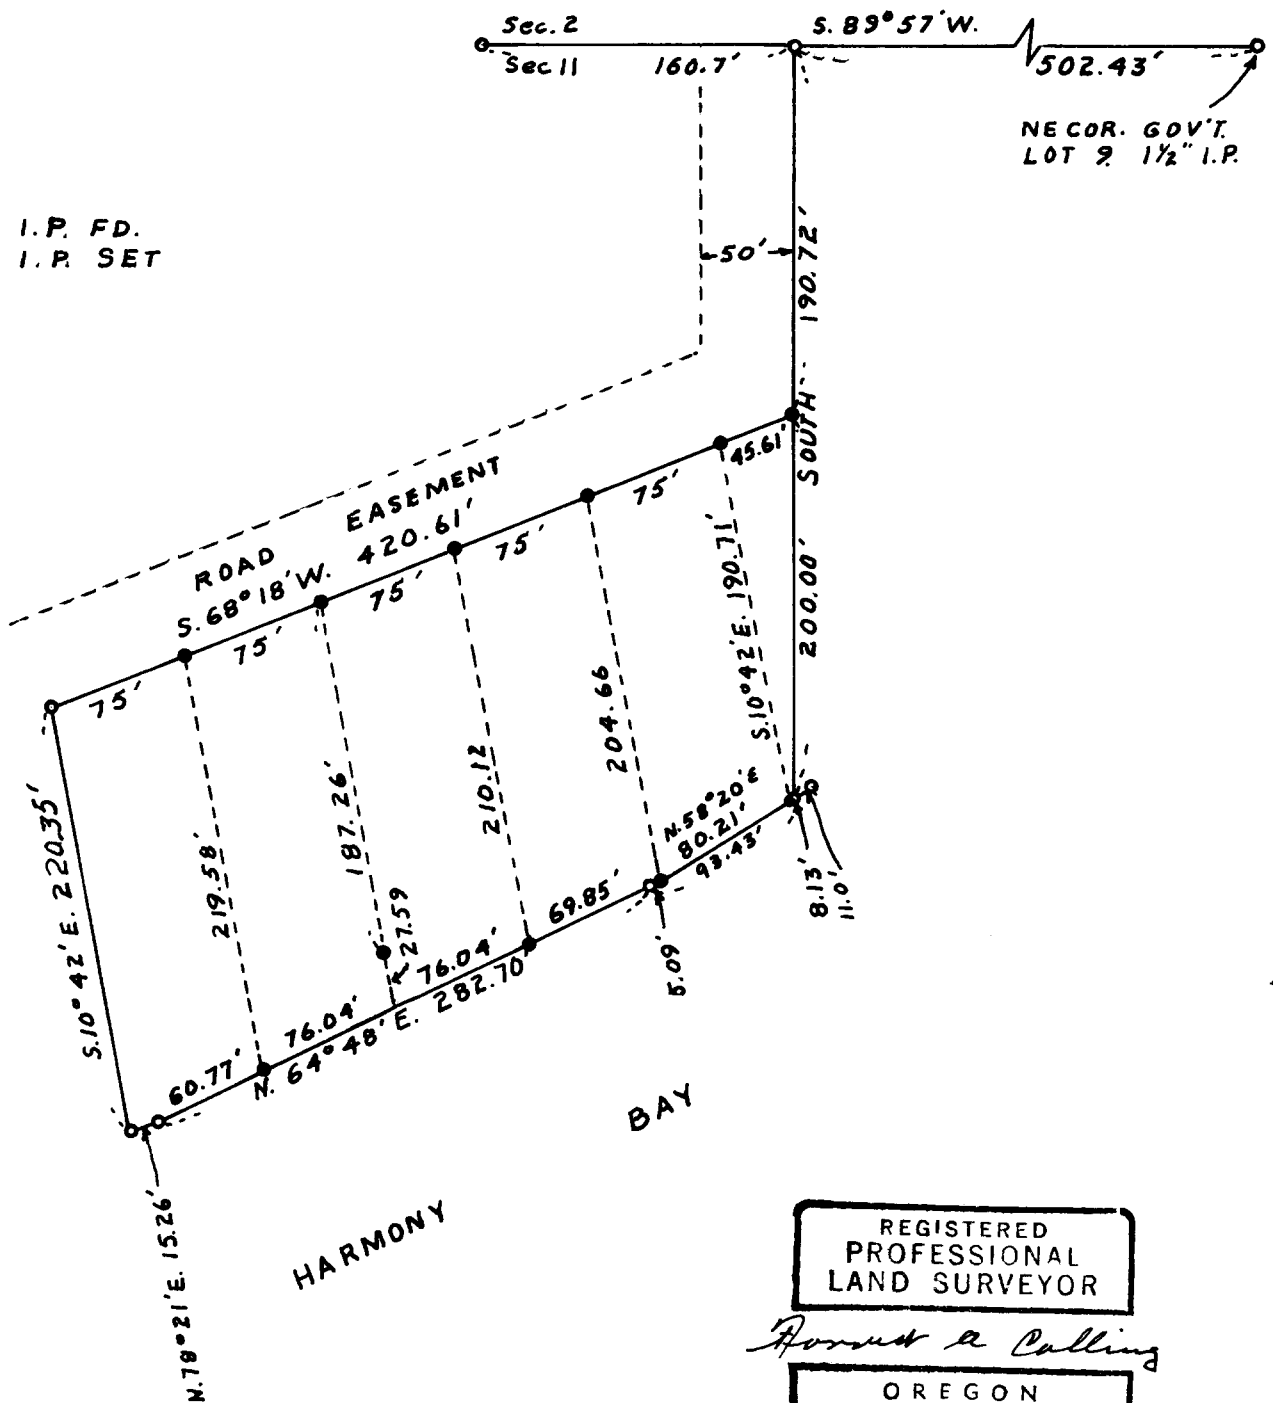 Sec. 2
S. 89° 57' W.
Sec 11
160.7'
502.43'
NE COR. GOV'T.
LOT 9. 1½" I.P.
I.P. FD.
I.P. SET
50'
190.72'
SOUTH
200.00'
ROAD EASEMENT
S. 68° 18' W. 420.61'
75'
75'
75'
75'
75'
45.61'
S. 10° 42' E. 220.35'
219.58'
187.26'
27.59
210.12
204.66
S. 10° 42' E. 190.71'
N. 58° 20' E
80.21'
93.43'
8.13'
11.0'
5.09'
69.85'
76.04'
76.04'
60.77'
N. 64° 48' E. 282.70'
N. 78° 21' E. 15.26'
HARMONY BAY
REGISTERED
PROFESSIONAL
LAND SURVEYOR
OREGON